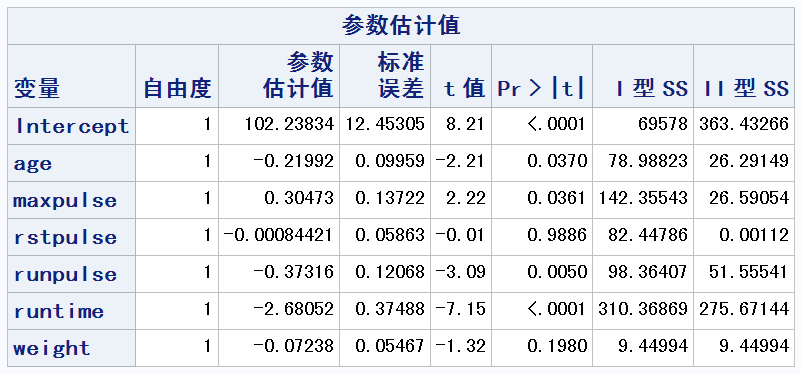 参数估计值
变量 自由度 参数估计值 标准误差 t 值 Pr > |t| I 型 SS II 型 SS
Intercept 1 102.23834 12.45305 8.21 <.0001 69578 363.43266
age 1 -0.21992 0.09959 -2.21 0.0370 78.98823 26.29149
maxpulse 1 0.30473 0.13722 2.22 0.0361 142.35543 26.59054
rstpulse 1 -0.00084421 0.05863 -0.01 0.9886 82.44786 0.00112
runpulse 1 -0.37316 0.12068 -3.09 0.0050 98.36407 51.55541
runtime 1 -2.68052 0.37488 -7.15 <.0001 310.36869 275.67144
weight 1 -0.07238 0.05467 -1.32 0.1980 9.44994 9.44994